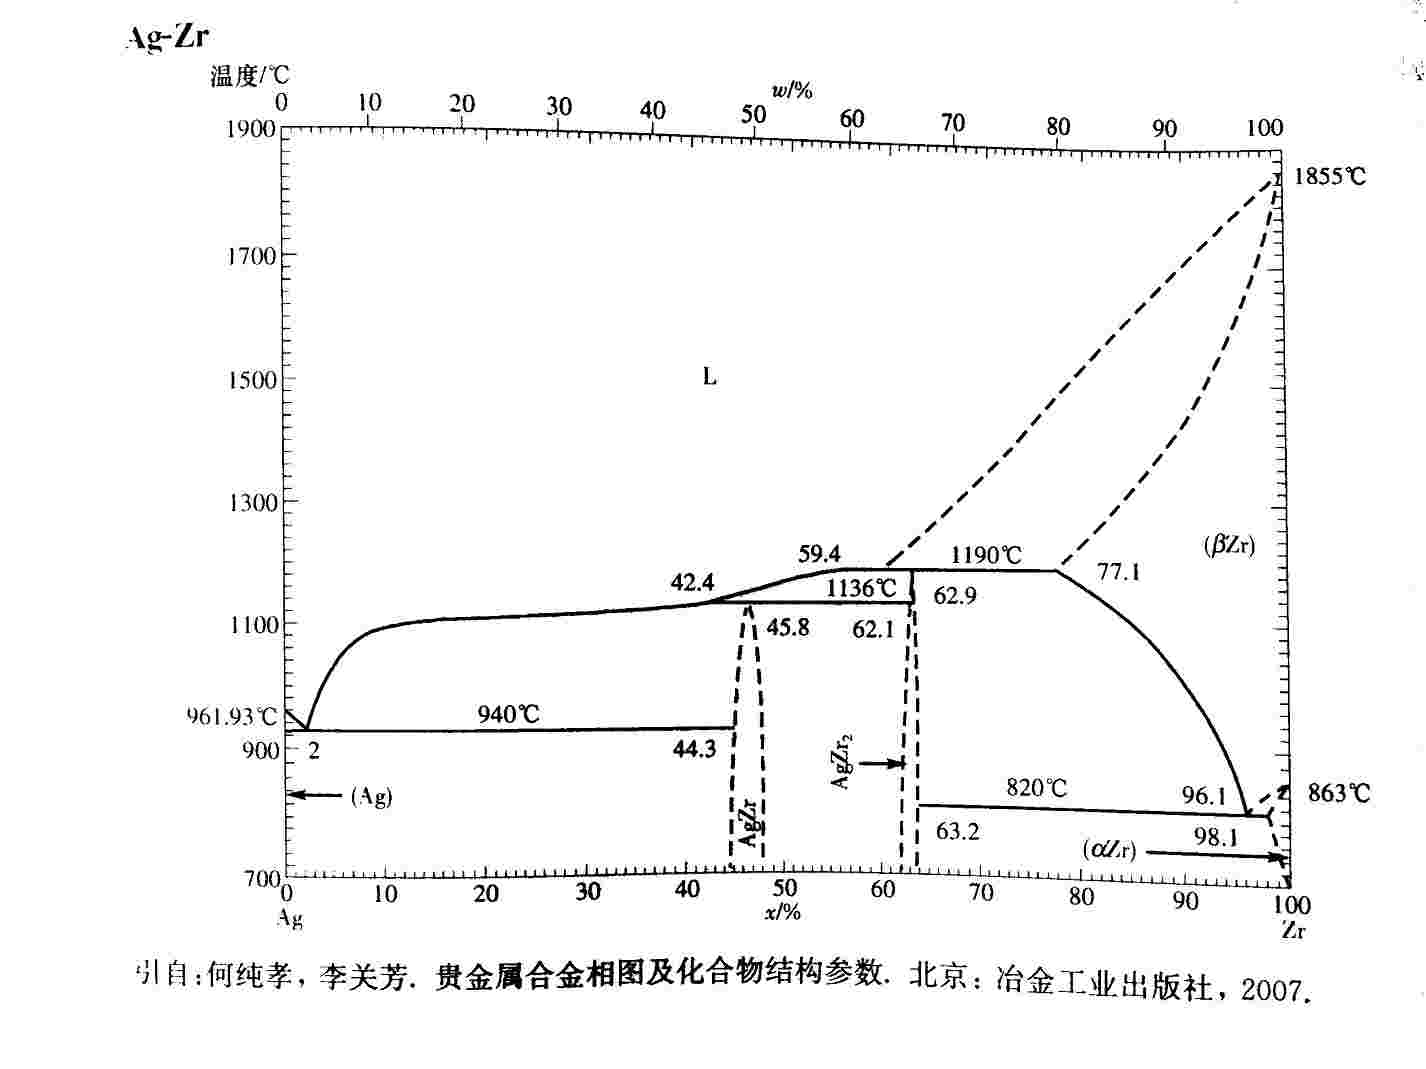 Ag-Zr
温度/℃
w/%
0 10 20 30 40 50 60 70 80 90 100
1900
1855℃
1700
L
1500
1300
(βZr)
59.4 1190℃ 77.1
42.4 1136℃ 62.9
1100 45.8 62.1
961.93℃ 940℃
900 2 44.3
AgZr₂
(Ag)
820℃ 96.1 863℃
AgZr
63.2 98.1
(αZr)
700
0 10 20 30 40 50 60 70 80 90 100
Ag x/% Zr
引自:何纯孝, 李关芳. 贵金属合金相图及化合物结构参数. 北京: 冶金工业出版社, 2007.